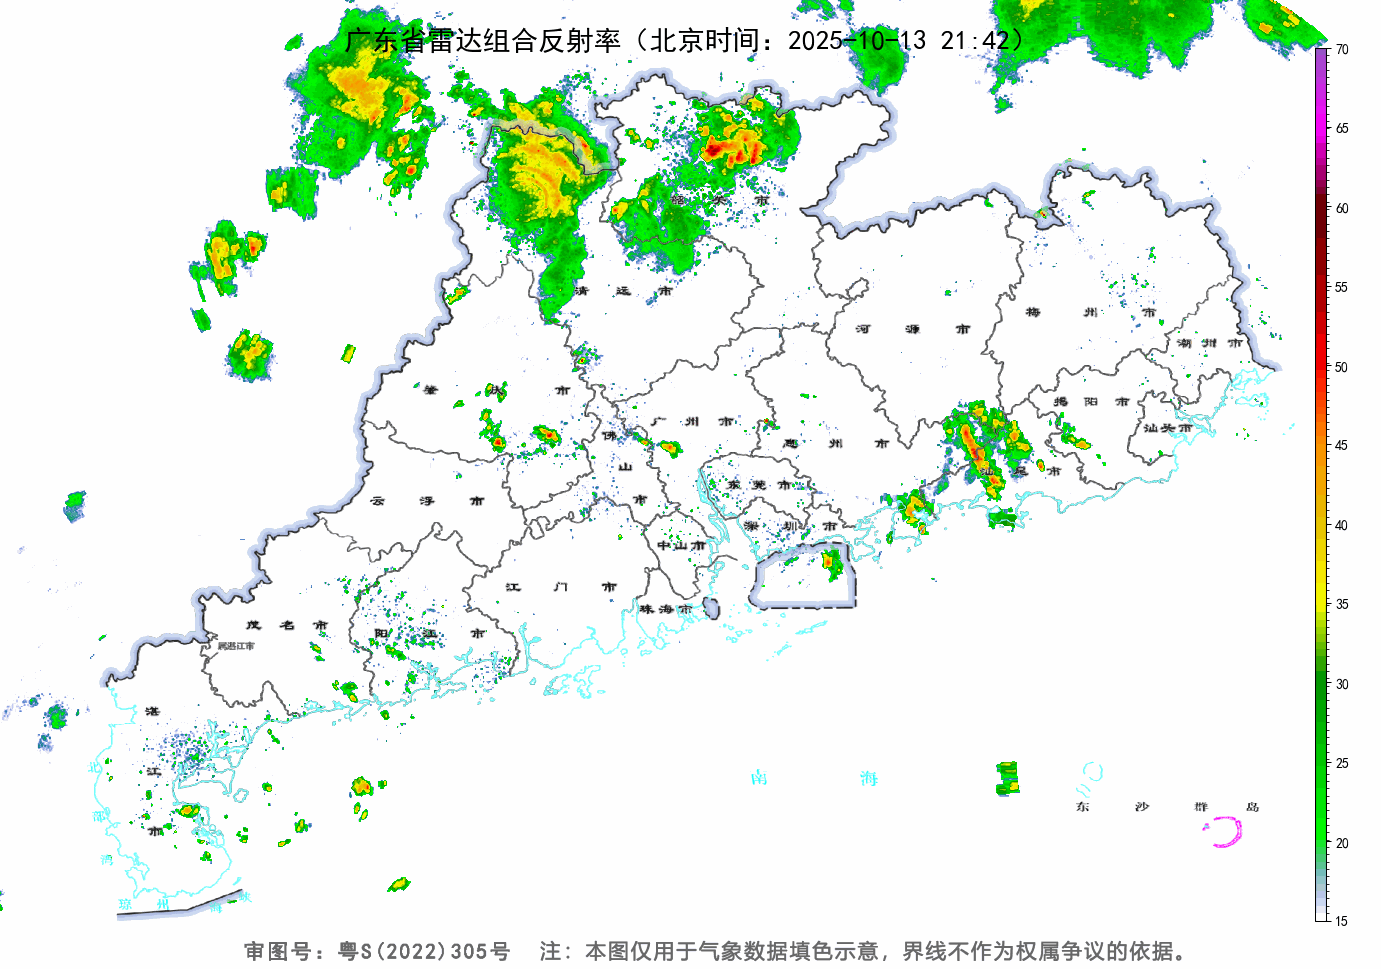 广东省雷达组合反射率（北京时间：2025-10-13 21:42）
70
65
60
55
50
45
40
35
30
25
20
15
韶关市
清远市
河源市
梅州市
潮州市
肇庆市
广州市
揭阳市
汕头市
佛山市
惠州市
汕尾市
东莞市
云浮市
深圳市
中山市
江门市
珠海市
茂名市
阳江市
属湛江市
湛江市
北部湾
南海
东沙群岛
琼州海峡
审图号：粤S(2022)305号 注：本图仅用于气象数据填色示意，界线不作为权属争议的依据。